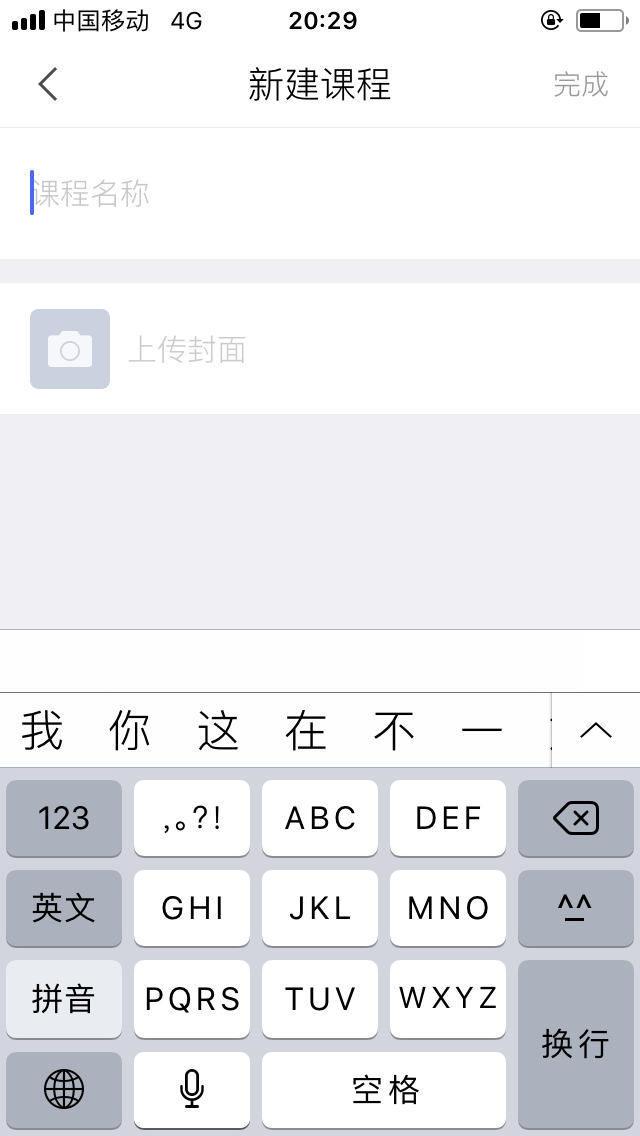 中国移动 4G 20:29
新建课程 完成
课程名称
上传封面
我 你 这 在 不 一
123 ,。?! ABC DEF
英文 GHI JKL MNO ^^
拼音 PQRS TUV WXYZ 换行
空格